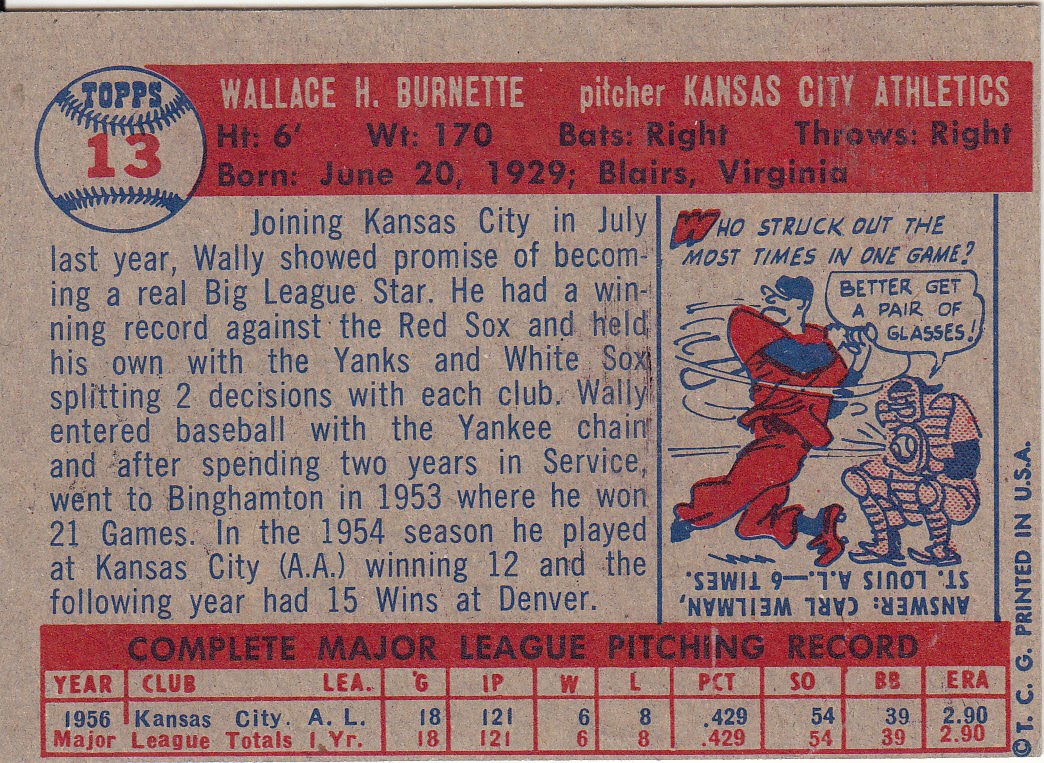 TOPPS
13
WALLACE H. BURNETTE pitcher KANSAS CITY ATHLETICS
Ht: 6' Wt: 170 Bats: Right Throws: Right
Born: June 20, 1929; Blairs, Virginia
Joining Kansas City in July
last year, Wally showed promise of becom-
ing a real Big League Star. He had a win-
ning record against the Red Sox and held
his own with the Yanks and White Sox
splitting 2 decisions with each club. Wally
entered baseball with the Yankee chain
and after spending two years in Service,
went to Binghamton in 1953 where he won
21 Games. In the 1954 season he played
at Kansas City (A.A.) winning 12 and the
following year had 15 Wins at Denver.
WHO STRUCK OUT THE
MOST TIMES IN ONE GAME?
BETTER GET
A PAIR OF
GLASSES!
ANSWER: CARL WEILMAN,
ST. LOUIS A.L.—6 TIMES.
COMPLETE MAJOR LEAGUE PITCHING RECORD
YEAR CLUB LEA. G IP W L PCT SO BB ERA
1956 Kansas City. A. L. 18 121 6 8 .429 54 39 2.90
Major League Totals 1 Yr. 18 121 6 8 .429 54 39 2.90
© T. C. G. PRINTED IN U.S.A.